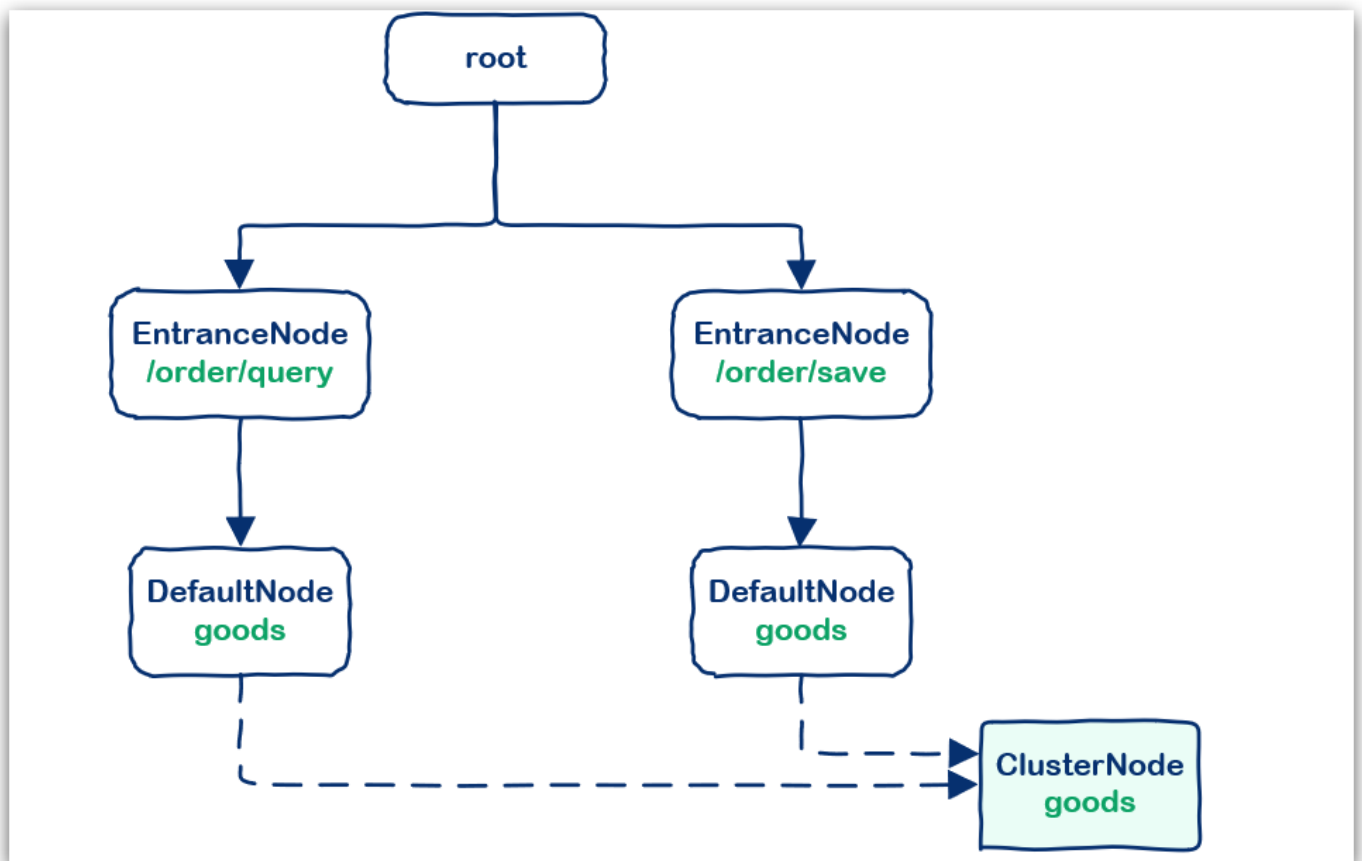 root
EntranceNode
/order/query
EntranceNode
/order/save
DefaultNode
goods
DefaultNode
goods
ClusterNode
goods